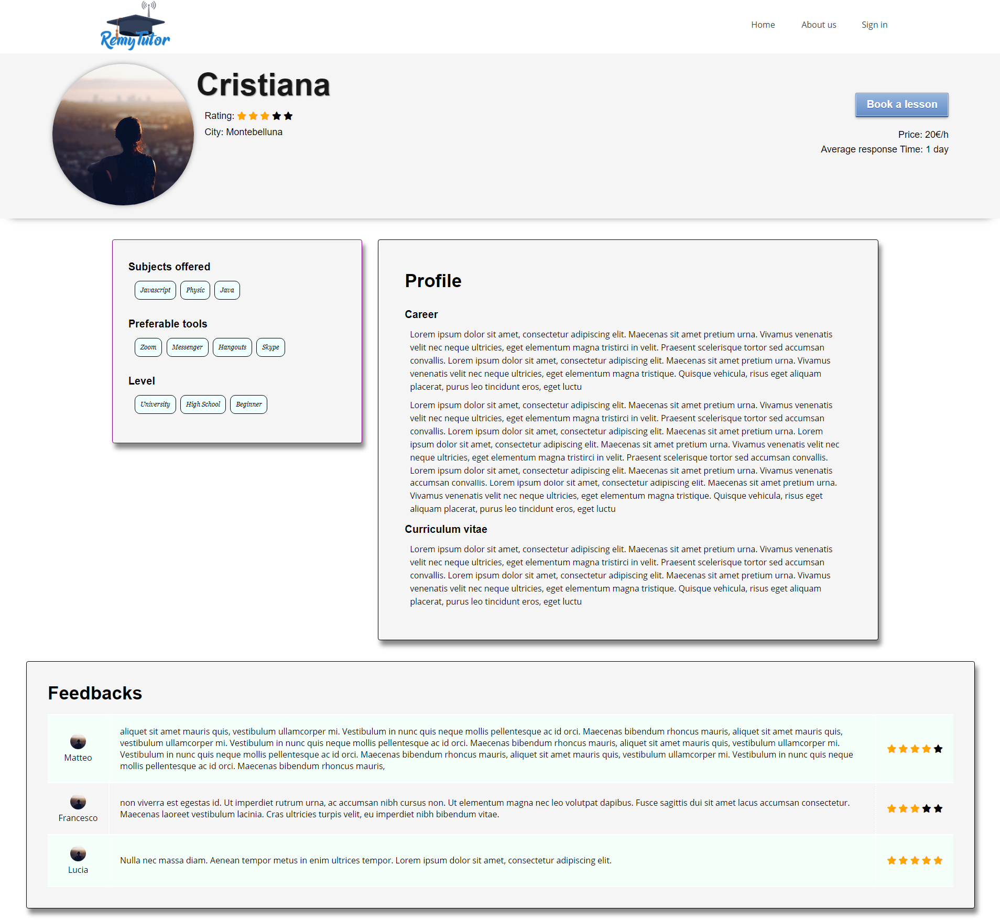 RemyTutor
Home
About us
Sign in
Cristiana
Rating:
City: Montebelluna
Book a lesson
Price: 20€/h
Average response Time: 1 day
Subjects offered
Javascript
Physic
Java
Preferable tools
Zoom
Messenger
Hangouts
Skype
Level
University
High School
Beginner
Profile
Career
Lorem ipsum dolor sit amet, consectetur adipiscing elit. Maecenas sit amet pretium urna. Vivamus venenatis
velit nec neque ultricies, eget elementum magna tristirci in velit. Praesent scelerisque tortor sed accumsan
convallis. Lorem ipsum dolor sit amet, consectetur adipiscing elit. Maecenas sit amet pretium urna. Vivamus
venenatis velit nec neque ultricies, eget elementum magna tristique. Quisque vehicula, risus eget aliquam
placerat, purus leo tincidunt eros, eget luctu
Lorem ipsum dolor sit amet, consectetur adipiscing elit. Maecenas sit amet pretium urna. Vivamus venenatis
velit nec neque ultricies, eget elementum magna tristirci in velit. Praesent scelerisque tortor sed accumsan
convallis. Lorem ipsum dolor sit amet, consectetur adipiscing elit. Maecenas sit amet pretium urna. Lorem
ipsum dolor sit amet, consectetur adipiscing elit. Maecenas sit amet pretium urna. Vivamus venenatis velit nec
neque ultricies, eget elementum magna tristirci in velit. Praesent scelerisque tortor sed accumsan convallis.
Lorem ipsum dolor sit amet, consectetur adipiscing elit. Maecenas sit amet pretium urna. Vivamus venenatis
accumsan convallis. Lorem ipsum dolor sit amet, consectetur adipiscing elit. Maecenas sit amet pretium urna.
Vivamus venenatis velit nec neque ultricies, eget elementum magna tristique. Quisque vehicula, risus eget
aliquam placerat, purus leo tincidunt eros, eget luctu
Curriculum vitae
Lorem ipsum dolor sit amet, consectetur adipiscing elit. Maecenas sit amet pretium urna. Vivamus venenatis
velit nec neque ultricies, eget elementum magna tristirci in velit. Praesent scelerisque tortor sed accumsan
convallis. Lorem ipsum dolor sit amet, consectetur adipiscing elit. Maecenas sit amet pretium urna. Vivamus
venenatis velit nec neque ultricies, eget elementum magna tristique. Quisque vehicula, risus eget aliquam
placerat, purus leo tincidunt eros, eget luctu
Feedbacks
Matteo
aliquet sit amet mauris quis, vestibulum ullamcorper mi. Vestibulum in nunc quis neque mollis pellentesque ac id orci. Maecenas bibendum rhoncus mauris, aliquet sit amet mauris quis,
vestibulum ullamcorper mi. Vestibulum in nunc quis neque mollis pellentesque ac id orci. Maecenas bibendum rhoncus mauris, aliquet sit amet mauris quis, vestibulum ullamcorper mi.
Vestibulum in nunc quis neque mollis pellentesque ac id orci. Maecenas bibendum rhoncus mauris, aliquet sit amet mauris quis, vestibulum ullamcorper mi. Vestibulum in nunc quis neque
mollis pellentesque ac id orci. Maecenas bibendum rhoncus mauris,
Francesco
non viverra est egestas id. Ut imperdiet rutrum urna, ac accumsan nibh cursus non. Ut elementum magna nec leo volutpat dapibus. Fusce sagittis dui sit amet lacus accumsan consectetur.
Maecenas laoreet vestibulum lacinia. Cras ultricies turpis velit, eu imperdiet nibh bibendum vitae.
Lucia
Nulla nec massa diam. Aenean tempor metus in enim ultrices tempor. Lorem ipsum dolor sit amet, consectetur adipiscing elit.